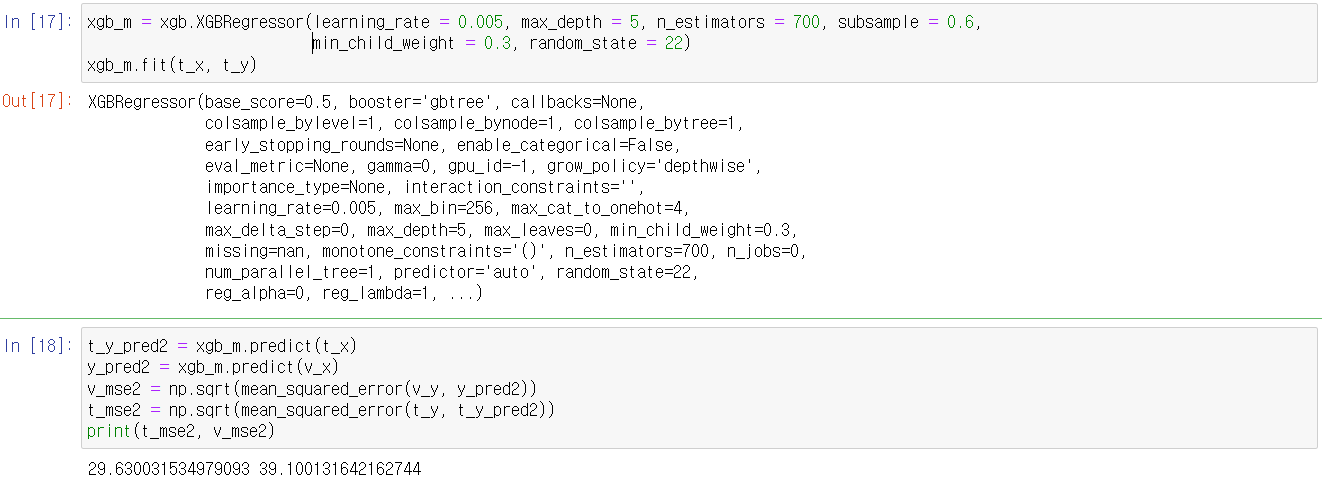 In [17]: xgb_m = xgb.XGBRegressor(learning_rate = 0.005, max_depth = 5, n_estimators = 700, subsample = 0.6,
min_child_weight = 0.3, random_state = 22)
xgb_m.fit(t_x, t_y)
Out[17]: XGBRegressor(base_score=0.5, booster='gbtree', callbacks=None,
colsample_bylevel=1, colsample_bynode=1, colsample_bytree=1,
early_stopping_rounds=None, enable_categorical=False,
eval_metric=None, gamma=0, gpu_id=-1, grow_policy='depthwise',
importance_type=None, interaction_constraints='',
learning_rate=0.005, max_bin=256, max_cat_to_onehot=4,
max_delta_step=0, max_depth=5, max_leaves=0, min_child_weight=0.3,
missing=nan, monotone_constraints='()', n_estimators=700, n_jobs=0,
num_parallel_tree=1, predictor='auto', random_state=22,
reg_alpha=0, reg_lambda=1, ...)
In [18]: t_y_pred2 = xgb_m.predict(t_x)
y_pred2 = xgb_m.predict(v_x)
v_mse2 = np.sqrt(mean_squared_error(v_y, y_pred2))
t_mse2 = np.sqrt(mean_squared_error(t_y, t_y_pred2))
print(t_mse2, v_mse2)
29.630031534979093 39.100131642162744